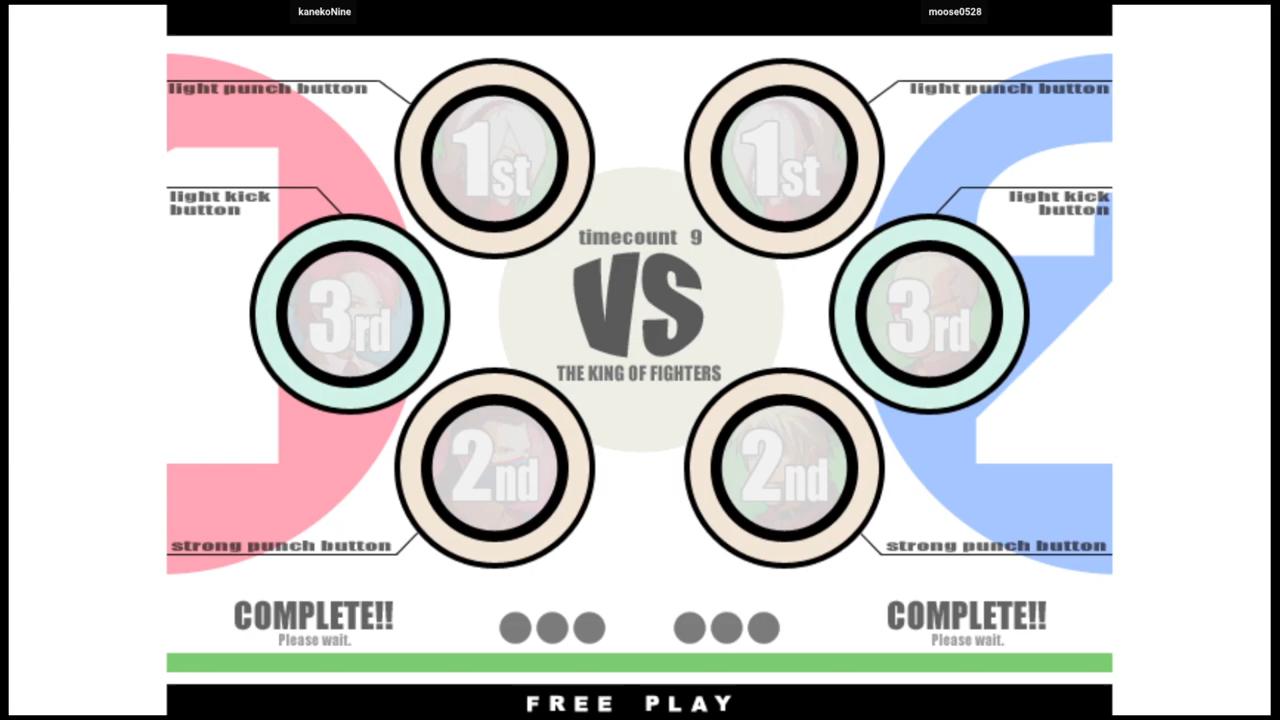 kanekoNine
moose0528
light punch button
light punch button
1st
1st
light kick
button
light kick
button
timecount 9
VS
THE KING OF FIGHTERS
3rd
3rd
2nd
2nd
strong punch button
strong punch button
COMPLETE!!
Please wait.
COMPLETE!!
Please wait.
FREE PLAY